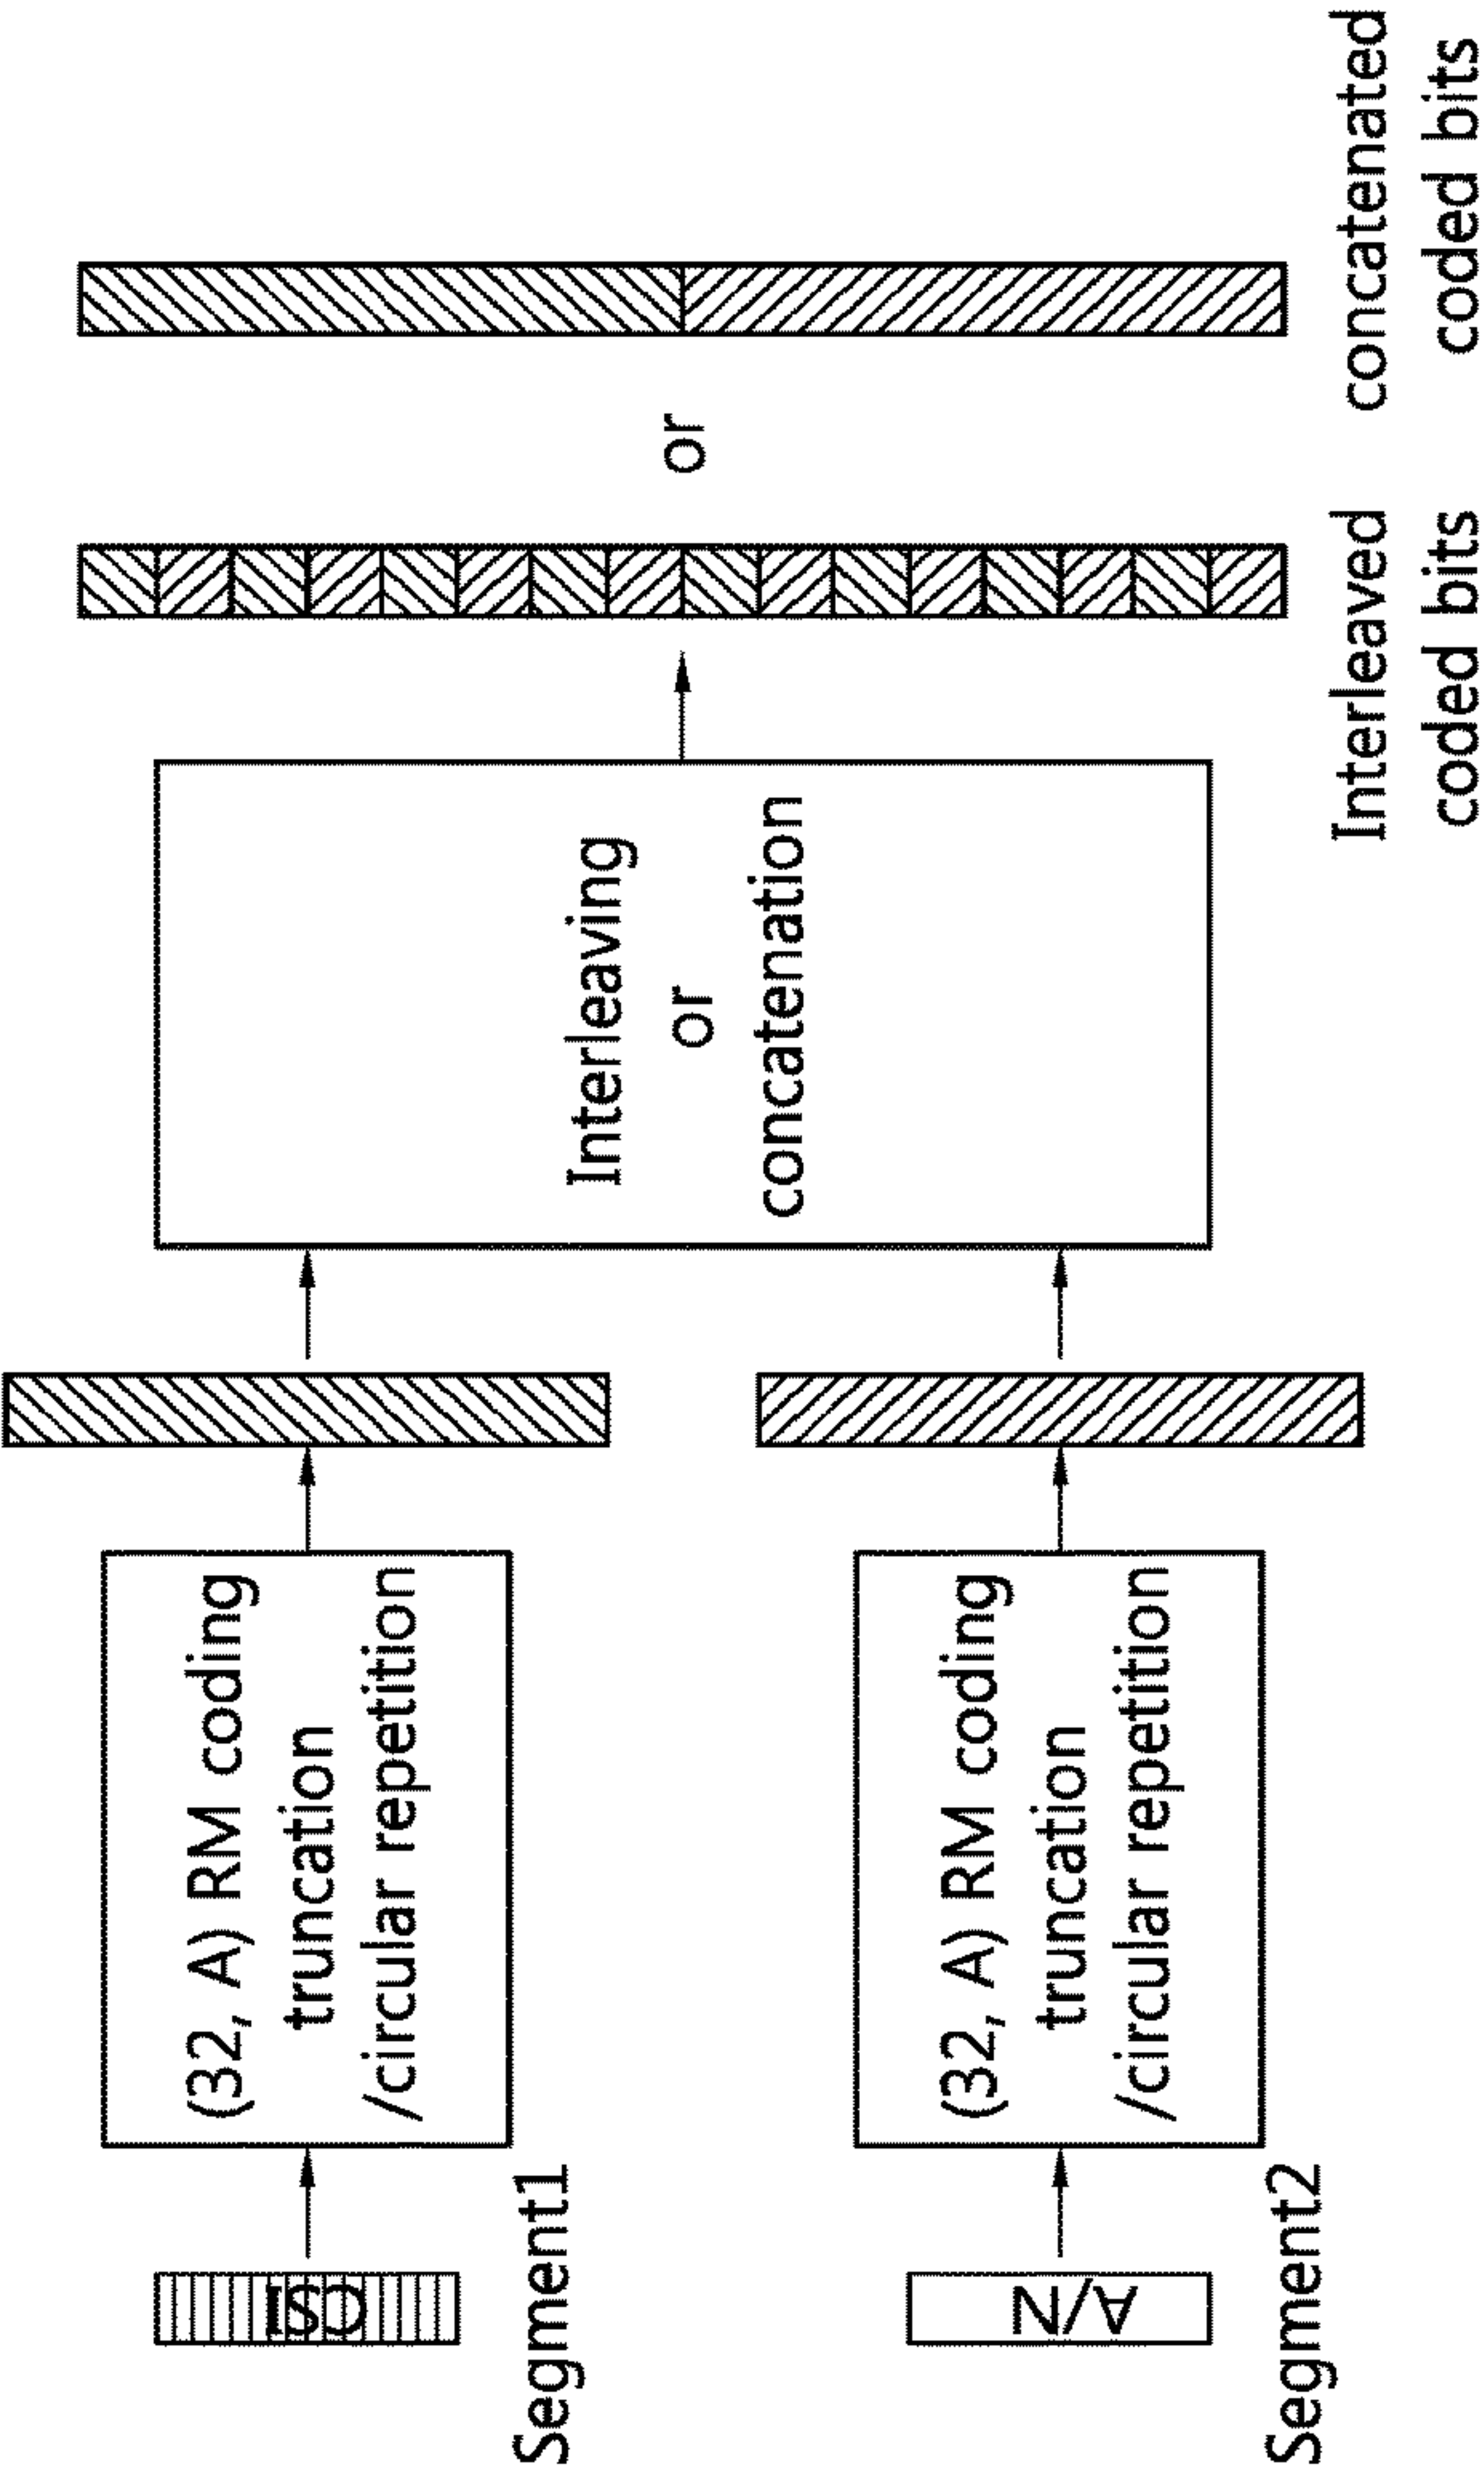 CSI
Segment1
(32, A) RM coding
truncation
/circular repetition
A/N
Segment2
(32, A) RM coding
truncation
/circular repetition
Interleaving
or
concatenation
or
Interleaved
coded bits
concatenated
coded bits